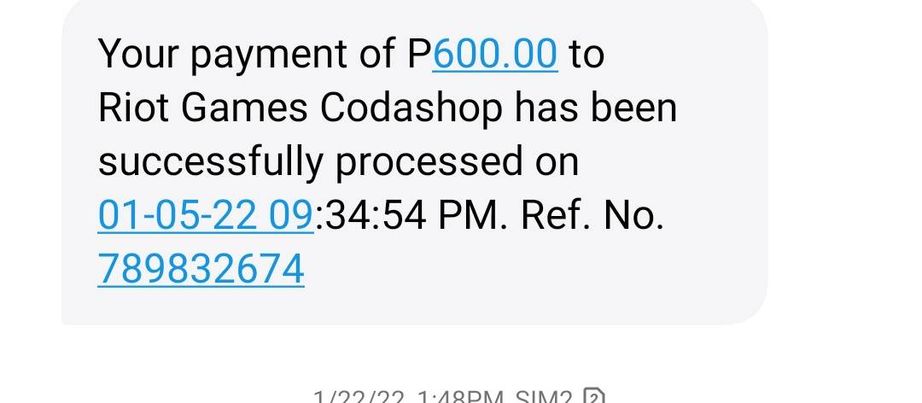 Your payment of P600.00 to
Riot Games Codashop has been
successfully processed on
01-05-22 09:34:54 PM. Ref. No.
789832674
1/22/22 1:48PM SIM2